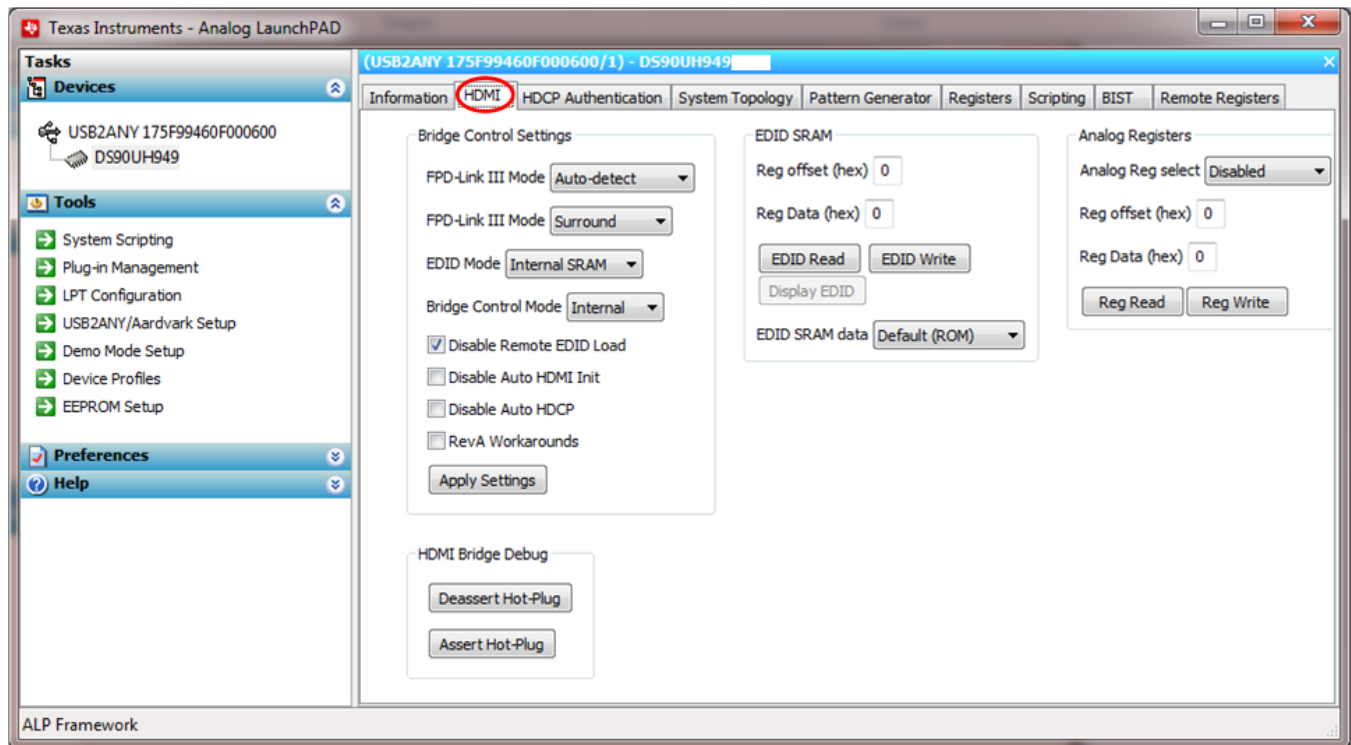 Texas Instruments - Analog LaunchPAD
Tasks
Devices
USB2ANY 175F99460F000600
DS90UH949
Tools
System Scripting
Plug-in Management
LPT Configuration
USB2ANY/Aardvark Setup
Demo Mode Setup
Device Profiles
EEPROM Setup
Preferences
Help
(USB2ANY 175F99460F000600/1) - DS90UH949
Information HDMI HDCP Authentication System Topology Pattern Generator Registers Scripting BIST Remote Registers
Bridge Control Settings
FPD-Link III Mode Auto-detect
FPD-Link III Mode Surround
EDID Mode Internal SRAM
Bridge Control Mode Internal
Disable Remote EDID Load
Disable Auto HDMI Init
Disable Auto HDCP
RevA Workarounds
Apply Settings
HDMI Bridge Debug
Deassert Hot-Plug
Assert Hot-Plug
EDID SRAM
Reg offset (hex) 0
Reg Data (hex) 0
EDID Read EDID Write
Display EDID
EDID SRAM data Default (ROM)
Analog Registers
Analog Reg select Disabled
Reg offset (hex) 0
Reg Data (hex) 0
Reg Read Reg Write
ALP Framework